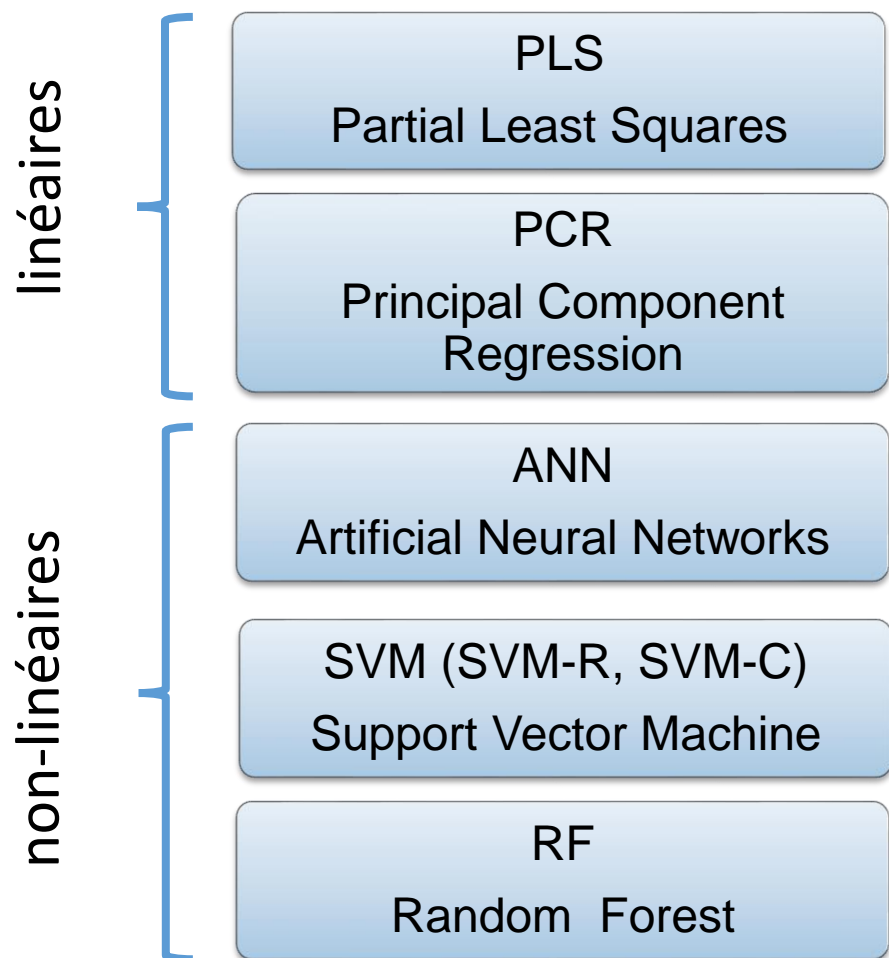 linéaires
PLS
Partial Least Squares
PCR
Principal Component
Regression
non-linéaires
ANN
Artificial Neural Networks
SVM (SVM-R, SVM-C)
Support Vector Machine
RF
Random Forest